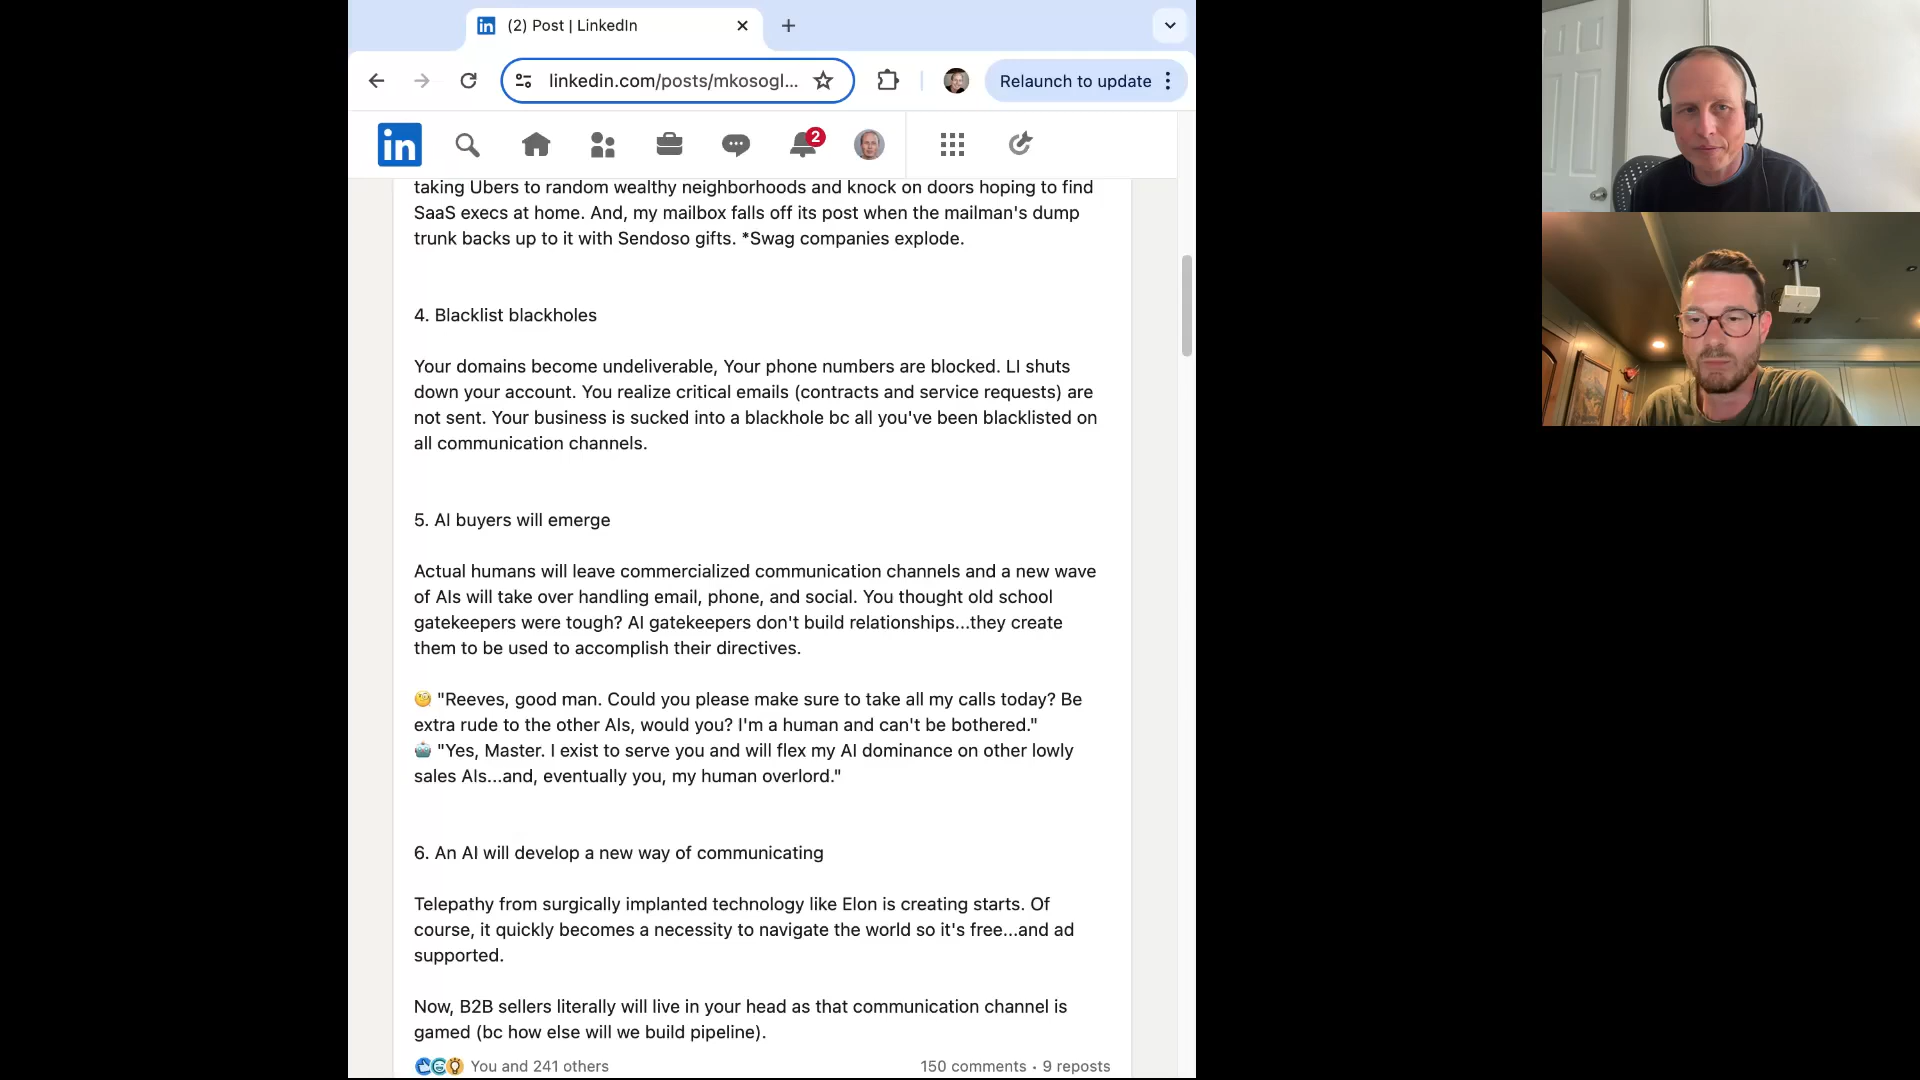 (2) Post | LinkedIn
linkedin.com/posts/mkosogl...
Relaunch to update
in
2
taking Ubers to random wealthy neighborhoods and knock on doors hoping to find
SaaS execs at home. And, my mailbox falls off its post when the mailman's dump
trunk backs up to it with Sendoso gifts. *Swag companies explode.
4. Blacklist blackholes
Your domains become undeliverable, Your phone numbers are blocked. LI shuts
down your account. You realize critical emails (contracts and service requests) are
not sent. Your business is sucked into a blackhole bc all you've been blacklisted on
all communication channels.
5. AI buyers will emerge
Actual humans will leave commercialized communication channels and a new wave
of AIs will take over handling email, phone, and social. You thought old school
gatekeepers were tough? AI gatekeepers don't build relationships...they create
them to be used to accomplish their directives.
🧐 "Reeves, good man. Could you please make sure to take all my calls today? Be
extra rude to the other AIs, would you? I'm a human and can't be bothered."
🤖 "Yes, Master. I exist to serve you and will flex my AI dominance on other lowly
sales AIs...and, eventually you, my human overlord."
6. An AI will develop a new way of communicating
Telepathy from surgically implanted technology like Elon is creating starts. Of
course, it quickly becomes a necessity to navigate the world so it's free...and ad
supported.
Now, B2B sellers literally will live in your head as that communication channel is
gamed (bc how else will we build pipeline).
You and 241 others
150 comments • 9 reposts